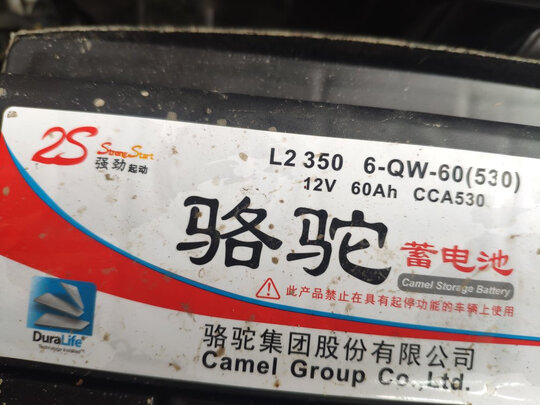 2S StrongStart
强劲起动
L2 350 6-QW-60(530)
12V 60Ah CCA530
骆驼 蓄电池
Camel Storage Battery
此产品禁止在具有起停功能的车辆上使用
DuraLife
骆驼集团股份有限公司
Camel Group Co.,Ltd.